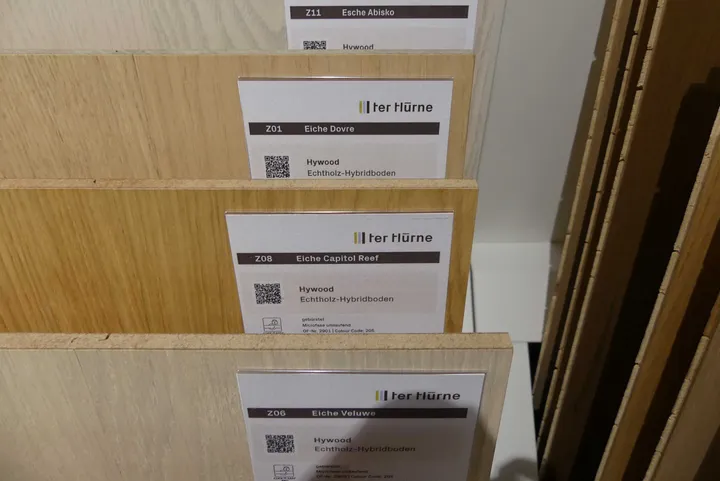 Z11 Esche Abisko
Hywood
ter Hürne
Z01 Eiche Dovre
Hywood
Echtholz-Hybridboden
ter Hürne
Z08 Eiche Capitol Reef
Hywood
Echtholz-Hybridboden
gebürstet
ter Hürne
Z06 Eiche Veluwe
Hywood
Echtholz-Hybridboden